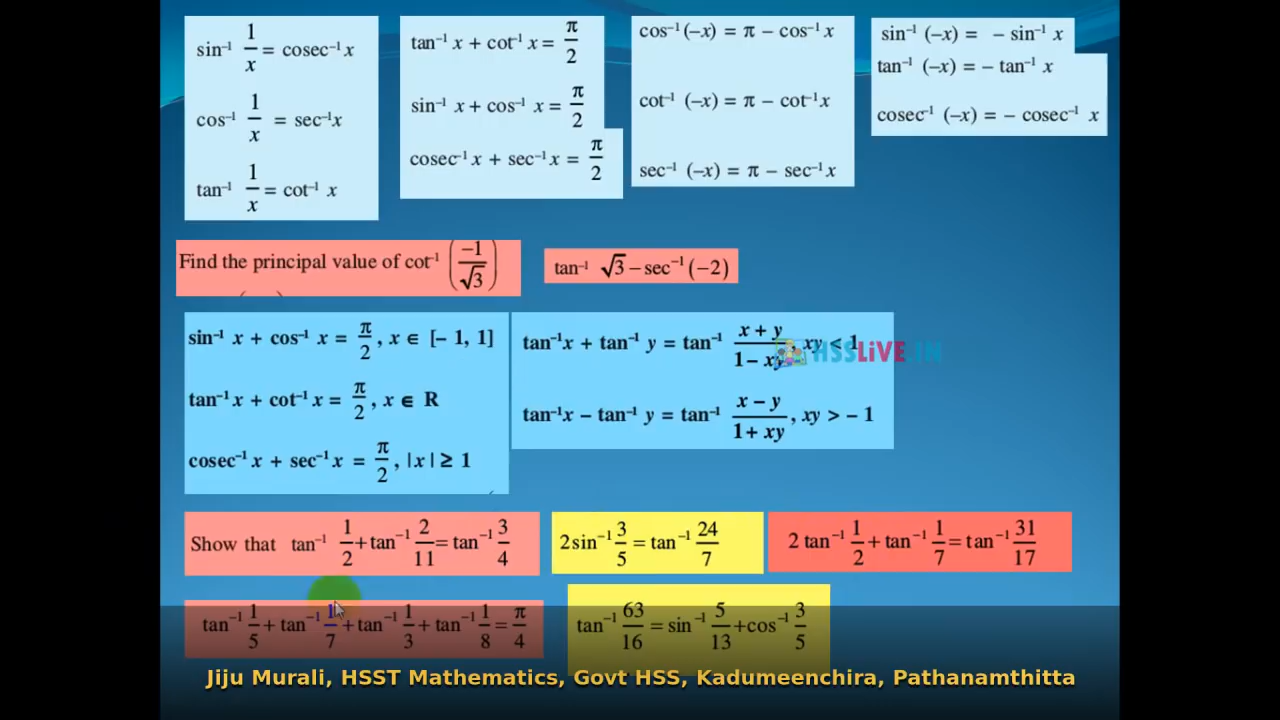 sin⁻¹ 1/x = cosec⁻¹x
cos⁻¹ 1/x = sec⁻¹x
tan⁻¹ 1/x = cot⁻¹ x
tan⁻¹ x + cot⁻¹ x = π/2
sin⁻¹ x + cos⁻¹ x = π/2
cosec⁻¹ x + sec⁻¹ x = π/2
cos⁻¹ (–x) = π – cos⁻¹ x
cot⁻¹ (–x) = π – cot⁻¹x
sec⁻¹ (–x) = π – sec⁻¹ x
sin⁻¹ (–x) = – sin⁻¹ x
tan⁻¹ (–x) = – tan⁻¹ x
cosec⁻¹ (–x) = – cosec⁻¹ x
Find the principal value of cot⁻¹ (–1/√3)
tan⁻¹ √3 – sec⁻¹ (–2)
sin⁻¹ x + cos⁻¹ x = π/2, x ∈ [– 1, 1]
tan⁻¹ x + cot⁻¹ x = π/2, x ∈ R
cosec⁻¹ x + sec⁻¹ x = π/2, |x| ≥ 1
tan⁻¹x + tan⁻¹ y = tan⁻¹ (x + y)/(1 – xy), xy < 1
HSSLiVE.IN
tan⁻¹x – tan⁻¹ y = tan⁻¹ (x – y)/(1 + xy), xy > – 1
Show that tan⁻¹ 1/2 + tan⁻¹ 2/11 = tan⁻¹ 3/4
2 sin⁻¹ 3/5 = tan⁻¹ 24/7
2 tan⁻¹ 1/2 + tan⁻¹ 1/7 = tan⁻¹ 31/17
tan⁻¹ 1/5 + tan⁻¹ 1/7 + tan⁻¹ 1/3 + tan⁻¹ 1/8 = π/4
tan⁻¹ 63/16 = sin⁻¹ 5/13 + cos⁻¹ 3/5
Jiju Murali, HSST Mathematics, Govt HSS, Kadumeenchira, Pathanamthitta